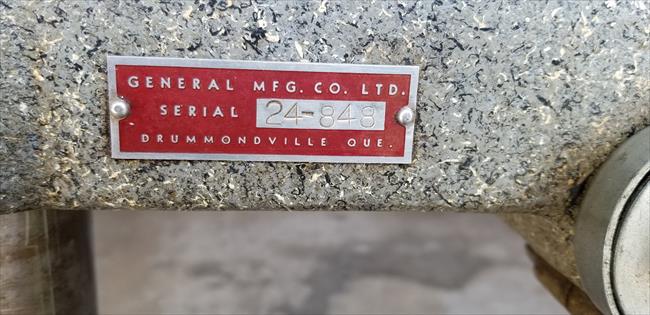 GENERAL MFG. CO. LTD.
SERIAL 24-848
DRUMMONDVILLE QUE.